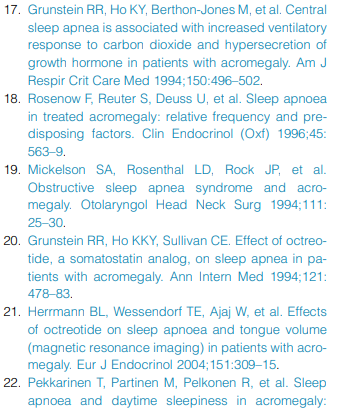 17. Grunstein RR, Ho KY, Berthon-Jones M, et al. Central
sleep apnea is associated with increased ventilatory
response to carbon dioxide and hypersecretion of
growth hormone in patients with acromegaly. Am J
Respir Crit Care Med 1994;150:496–502.
18. Rosenow F, Reuter S, Deuss U, et al. Sleep apnoea
in treated acromegaly: relative frequency and pre-
disposing factors. Clin Endocrinol (Oxf) 1996;45:
563–9.
19. Mickelson SA, Rosenthal LD, Rock JP, et al.
Obstructive sleep apnea syndrome and acro-
megaly. Otolaryngol Head Neck Surg 1994;111:
25–30.
20. Grunstein RR, Ho KKY, Sullivan CE. Effect of octreo-
tide, a somatostatin analog, on sleep apnea in pa-
tients with acromegaly. Ann Intern Med 1994;121:
478–83.
21. Herrmann BL, Wessendorf TE, Ajaj W, et al. Effects
of octreotide on sleep apnoea and tongue volume
(magnetic resonance imaging) in patients with acro-
megaly. Eur J Endocrinol 2004;151:309–15.
22. Pekkarinen T, Partinen M, Pelkonen R, et al. Sleep
apnoea and daytime sleepiness in acromegaly: